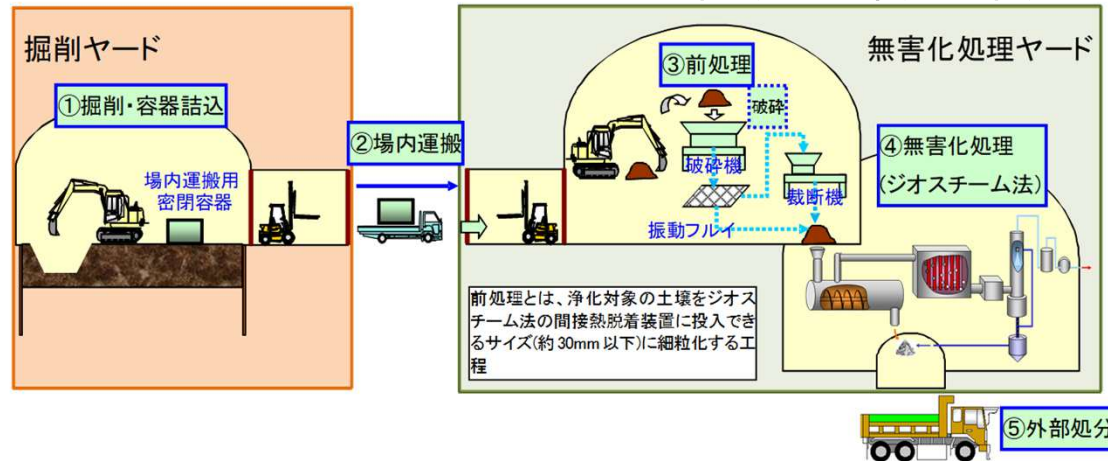 掘削ヤード
①掘削・容器詰込
場内運搬用
密閉容器
②場内運搬
無害化処理ヤード
③前処理
破砕
破砕機
振動フルイ
裁断機
④無害化処理
(ジオスチーム法)
前処理とは、浄化対象の土壌をジオス
チーム法の間接熱脱着装置に投入でき
るサイズ(約30mm以下)に細粒化する工
程
⑤外部処分